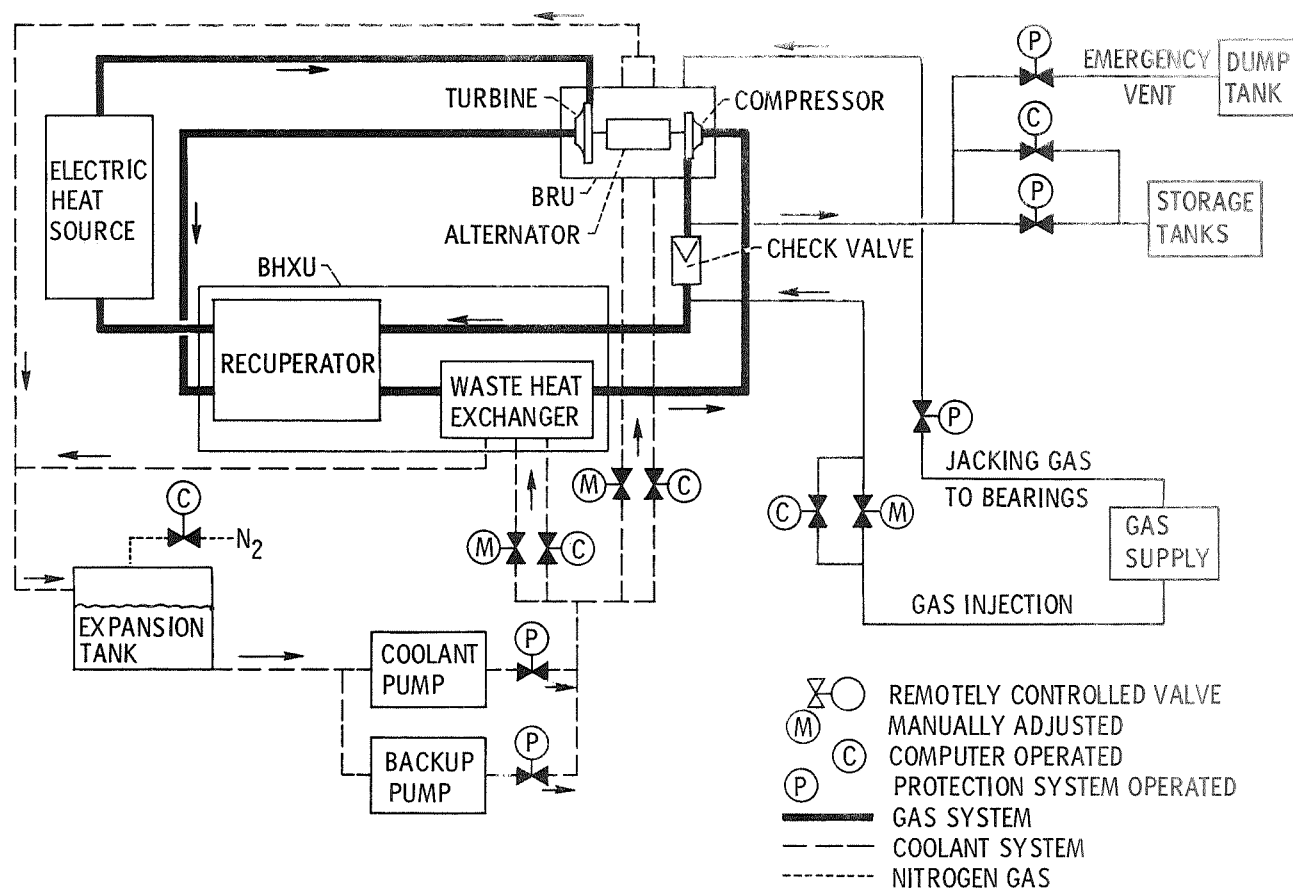 P
EMERGENCY
VENT
DUMP
TANK
TURBINE
COMPRESSOR
C
ELECTRIC
HEAT
SOURCE
BRU
ALTERNATOR
P
STORAGE
TANKS
CHECK VALVE
BHXU
RECUPERATOR
WASTE HEAT
EXCHANGER
P
JACKING GAS
TO BEARINGS
M
C
C
M
C
N2
M
C
GAS
SUPPLY
GAS INJECTION
EXPANSION
TANK
P
COOLANT
PUMP
P
BACKUP
PUMP
REMOTELY CONTROLLED VALVE
M MANUALLY ADJUSTED
C COMPUTER OPERATED
P PROTECTION SYSTEM OPERATED
GAS SYSTEM
COOLANT SYSTEM
NITROGEN GAS